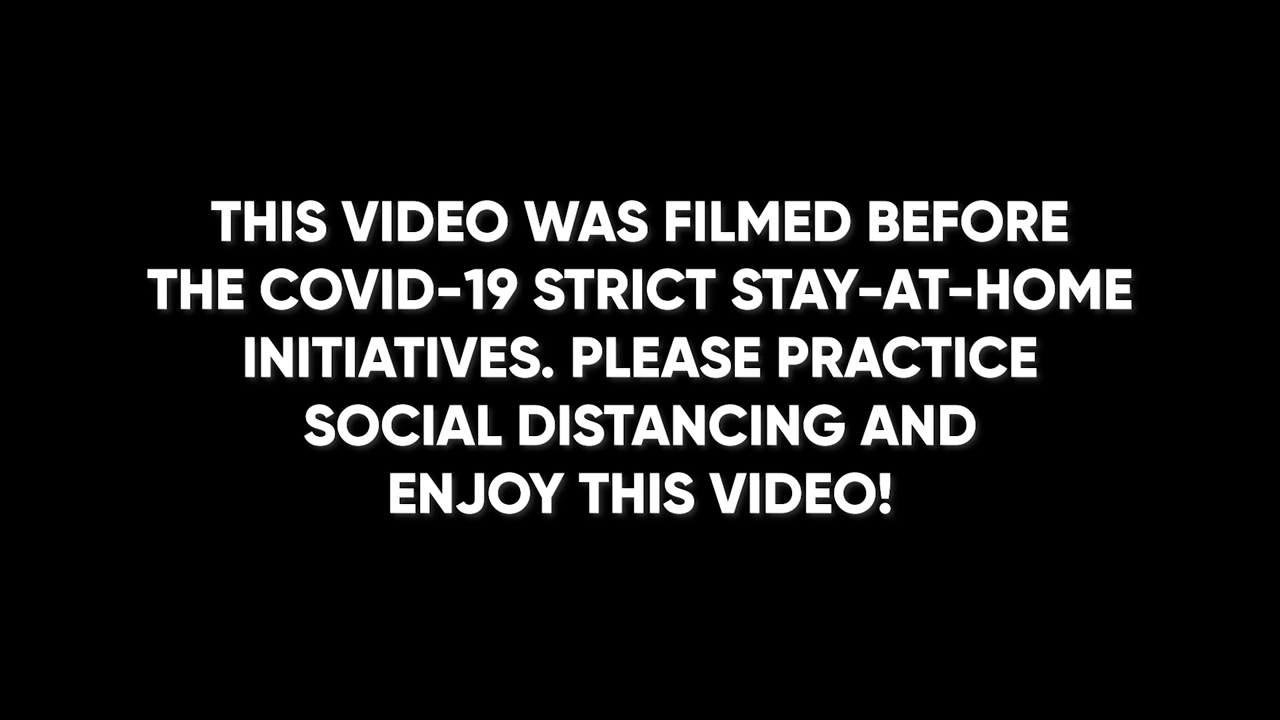 THIS VIDEO WAS FILMED BEFORE
THE COVID-19 STRICT STAY-AT-HOME
INITIATIVES. PLEASE PRACTICE
SOCIAL DISTANCING AND
ENJOY THIS VIDEO!